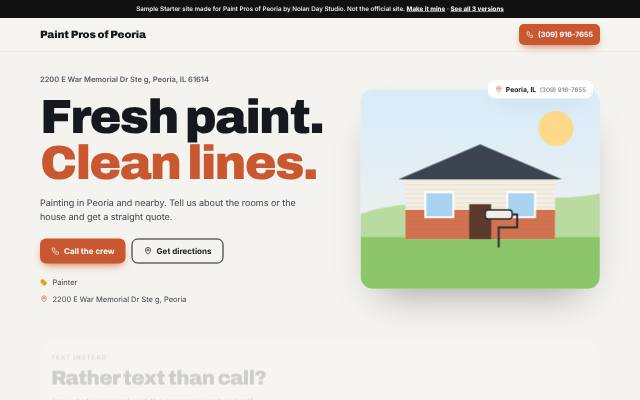 Sample Starter site made for Paint Pros of Peoria by Nolan Day Studio. Not the official site. Make it mine · See all 3 versions
Paint Pros of Peoria
(309) 916-7655
2200 E War Memorial Dr Ste g, Peoria, IL 61614
Peoria, IL (309) 916-7655
Fresh paint.
Clean lines.
Painting in Peoria and nearby. Tell us about the rooms or the
house and get a straight quote.
Call the crew
Get directions
Painter
2200 E War Memorial Dr Ste g, Peoria
TEXT INSTEAD
Rather text than call?